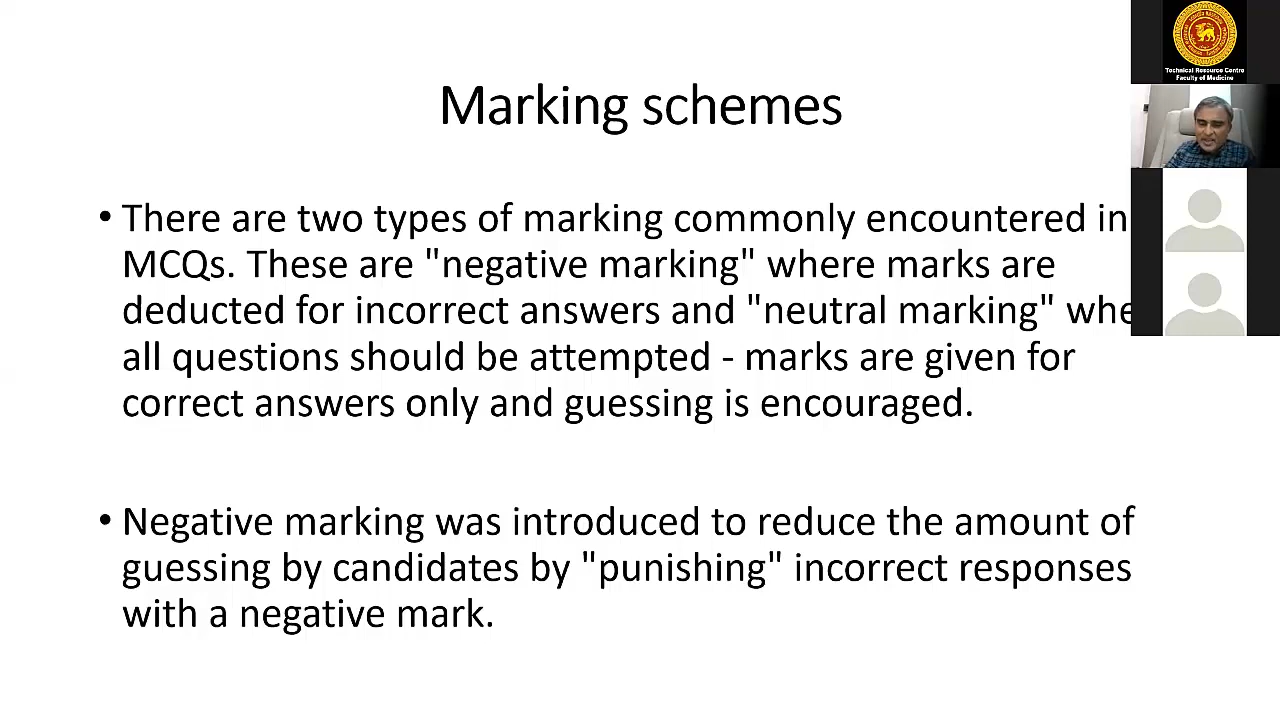 Marking schemes
• There are two types of marking commonly encountered in
MCQs. These are "negative marking" where marks are
deducted for incorrect answers and "neutral marking" whe
all questions should be attempted - marks are given for
correct answers only and guessing is encouraged.
• Negative marking was introduced to reduce the amount of
guessing by candidates by "punishing" incorrect responses
with a negative mark.
Technical Resource Centre
Faculty of Medicine